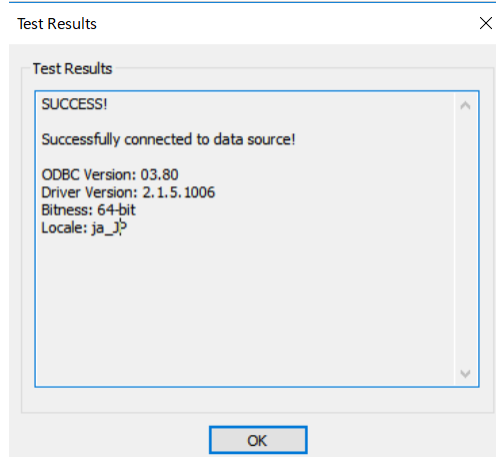 Test Results
Test Results
SUCCESS!
Successfully connected to data source!
ODBC Version: 03.80
Driver Version: 2.1.5.1006
Bitness: 64-bit
Locale: ja_JP
OK